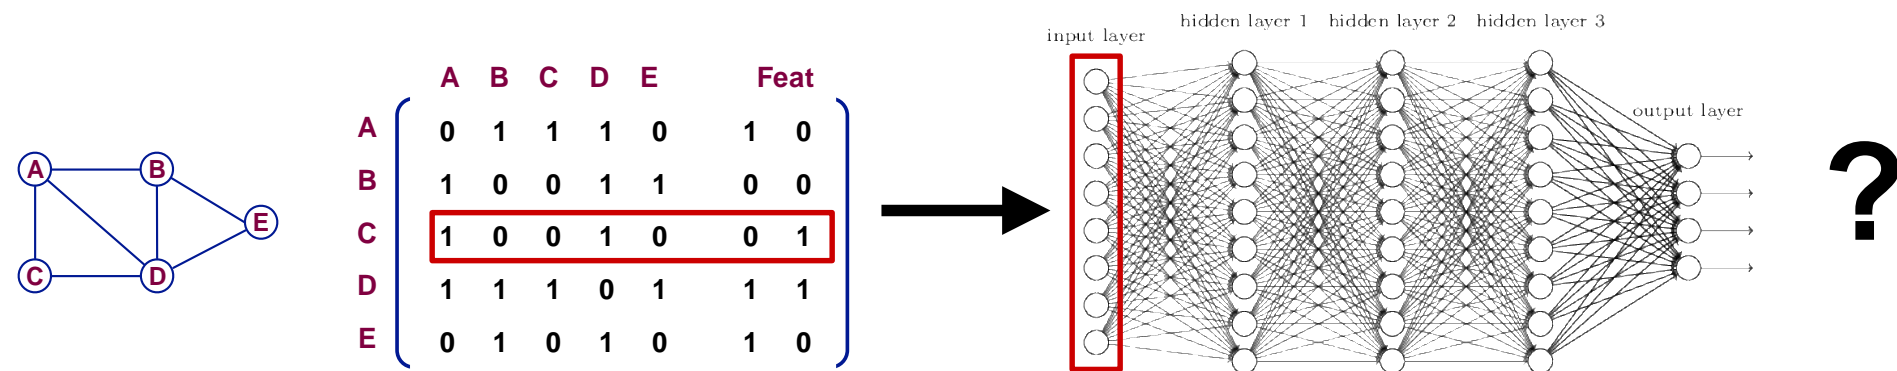 A B
E
C D
A B C D E Feat
A 0 1 1 1 0 1 0
B 1 0 0 1 1 0 0
C 1 0 0 1 0 0 1
D 1 1 1 0 1 1 1
E 0 1 0 1 0 1 0
input layer
hidden layer 1 hidden layer 2 hidden layer 3
output layer
?